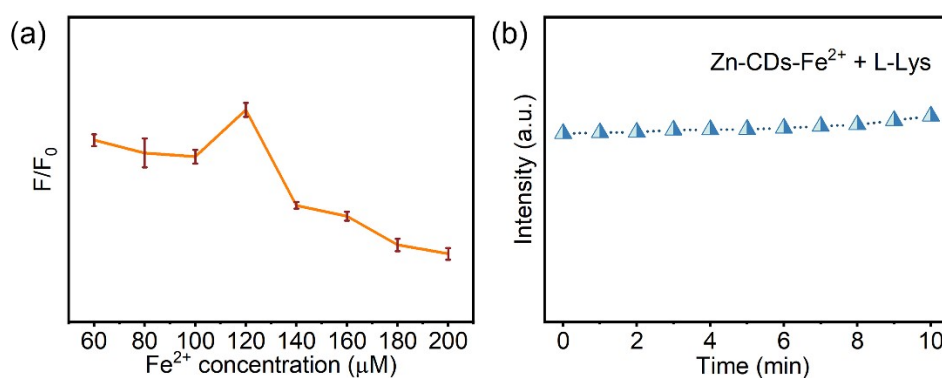 (a)
F/F₀
60 80 100 120 140 160 180 200
Fe²⁺ concentration (μM)
(b)
Zn-CDs-Fe²⁺ + L-Lys
Intensity (a.u.)
0 2 4 6 8 10
Time (min)